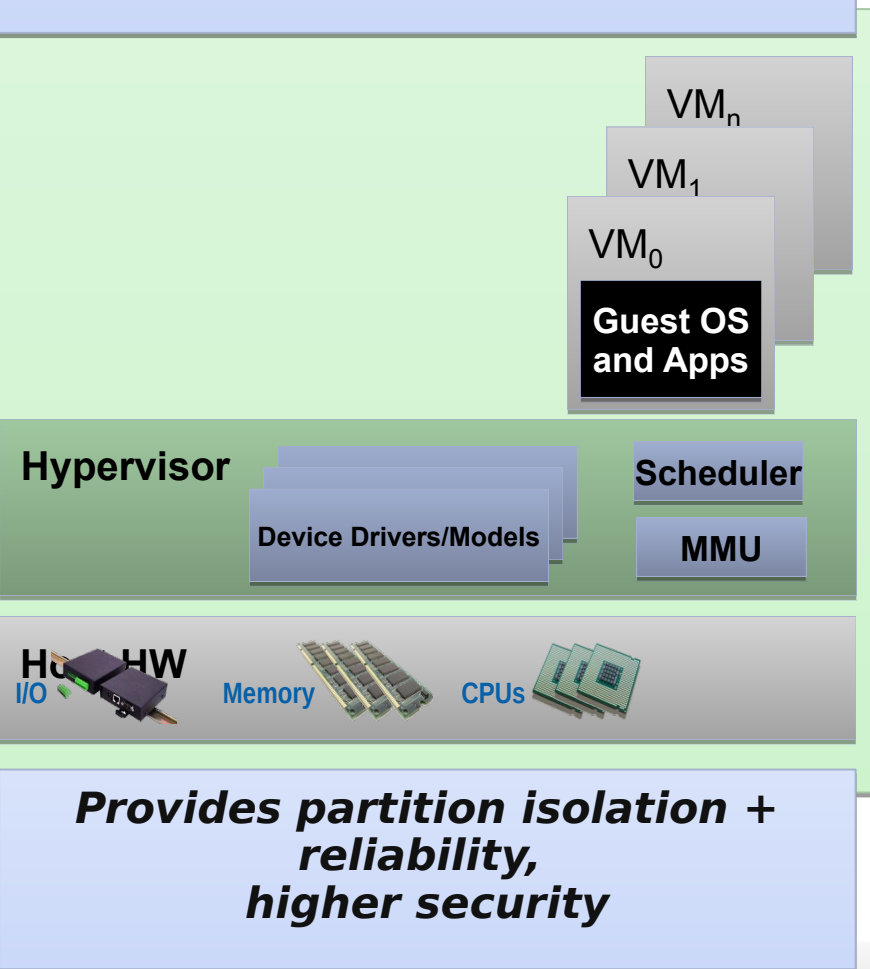 VMn
VM1
VM0
Guest OS
and Apps
Hypervisor
Scheduler
Device Drivers/Models
MMU
HW
I/O
Memory
CPUs
Provides partition isolation +
reliability,
higher security